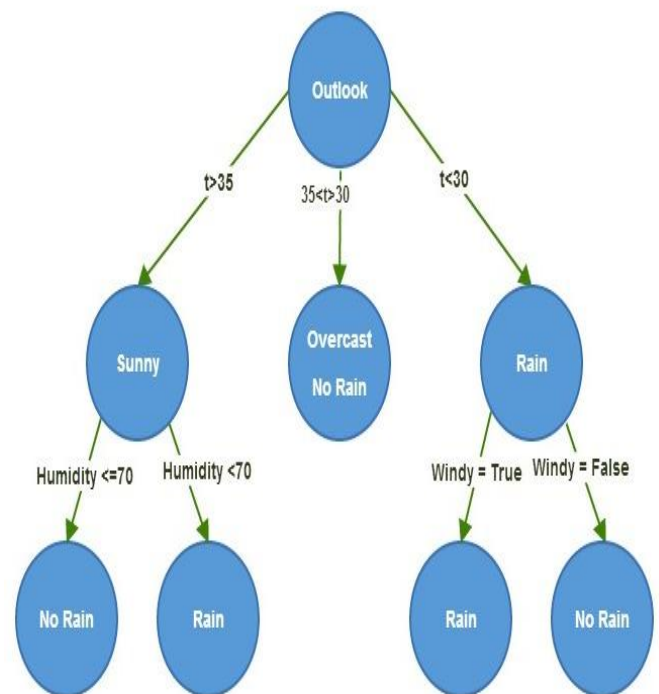 Outlook
t>35
35<t>30
t<30
Sunny
Overcast
No Rain
Rain
Humidity <=70
Humidity <70
Windy = True
Windy = False
No Rain
Rain
Rain
No Rain